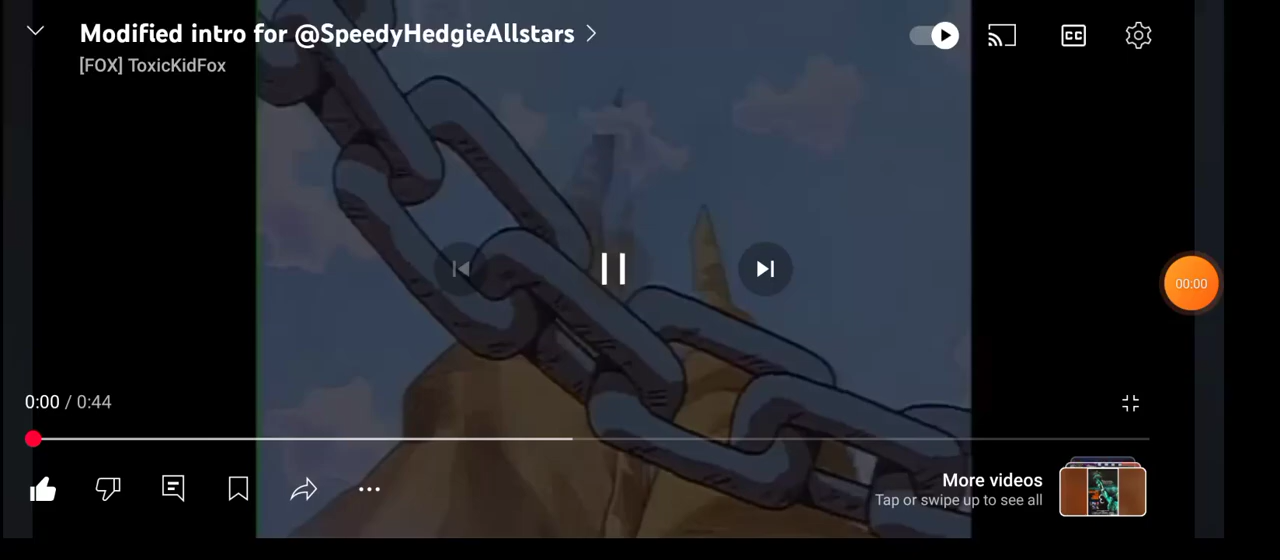 Modified intro for @SpeedyHedgieAllstars
[FOX] ToxicKidFox
CC
00:00
0:00 / 0:44
More videos
Tap or swipe up to see all